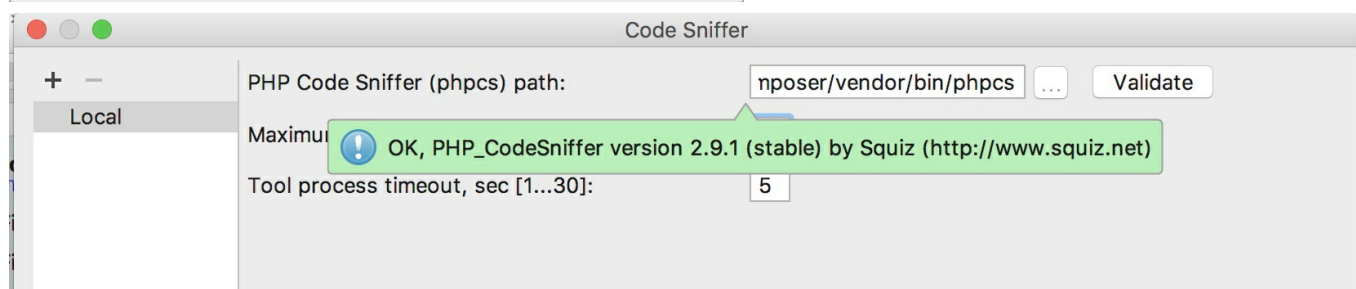 Code Sniffer
+ −
PHP Code Sniffer (phpcs) path:
nposer/vendor/bin/phpcs
...
Validate
Local
OK, PHP_CodeSniffer version 2.9.1 (stable) by Squiz (http://www.squiz.net)
Tool process timeout, sec [1...30]:
5